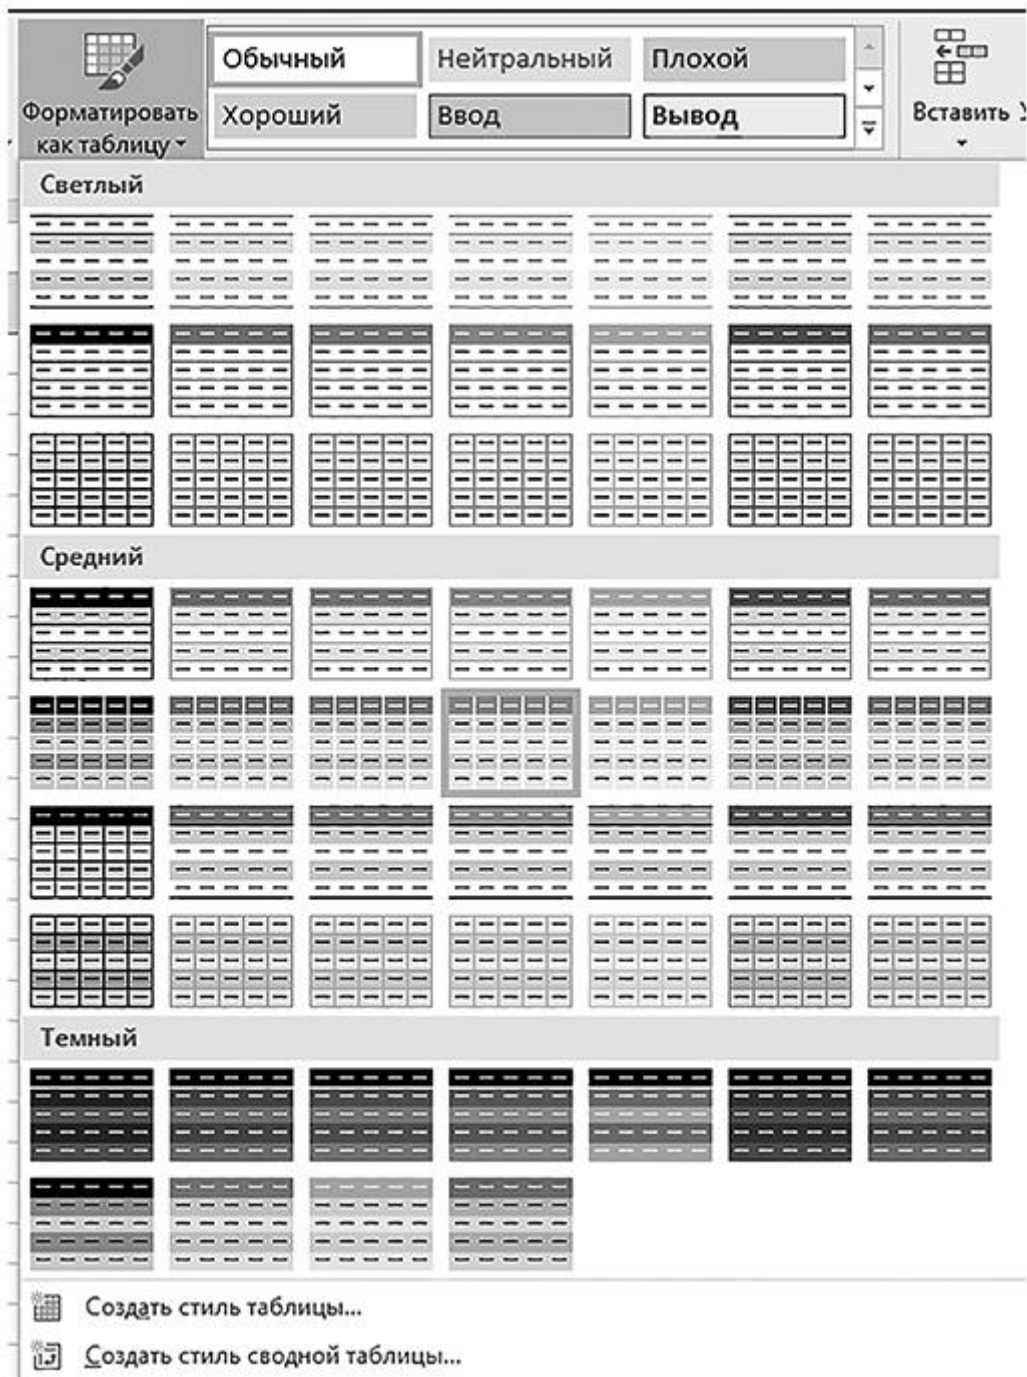 Обычный Нейтральный Плохой
Форматировать как таблицу
Хороший Ввод Вывод
Вставить
Светлый
Средний
Темный
Создать стиль таблицы...
Создать стиль сводной таблицы...